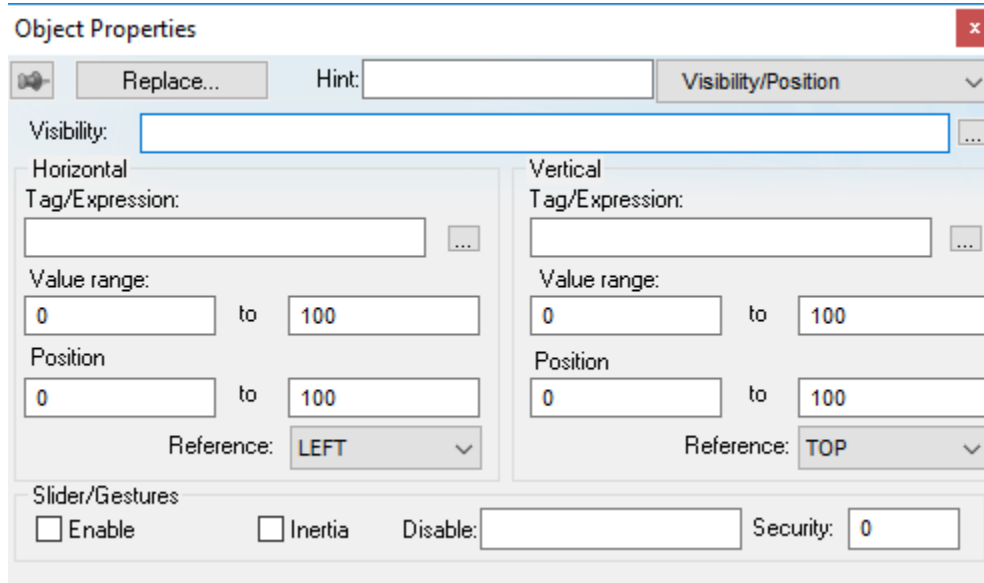 Object Properties x
Replace... Hint: Visibility/Position
Visibility: ...
Horizontal
Tag/Expression:
...
Value range:
0 to 100
Position
0 to 100
Reference: LEFT
Vertical
Tag/Expression:
...
Value range:
0 to 100
Position
0 to 100
Reference: TOP
Slider/Gestures
Enable Inertia Disable: Security: 0